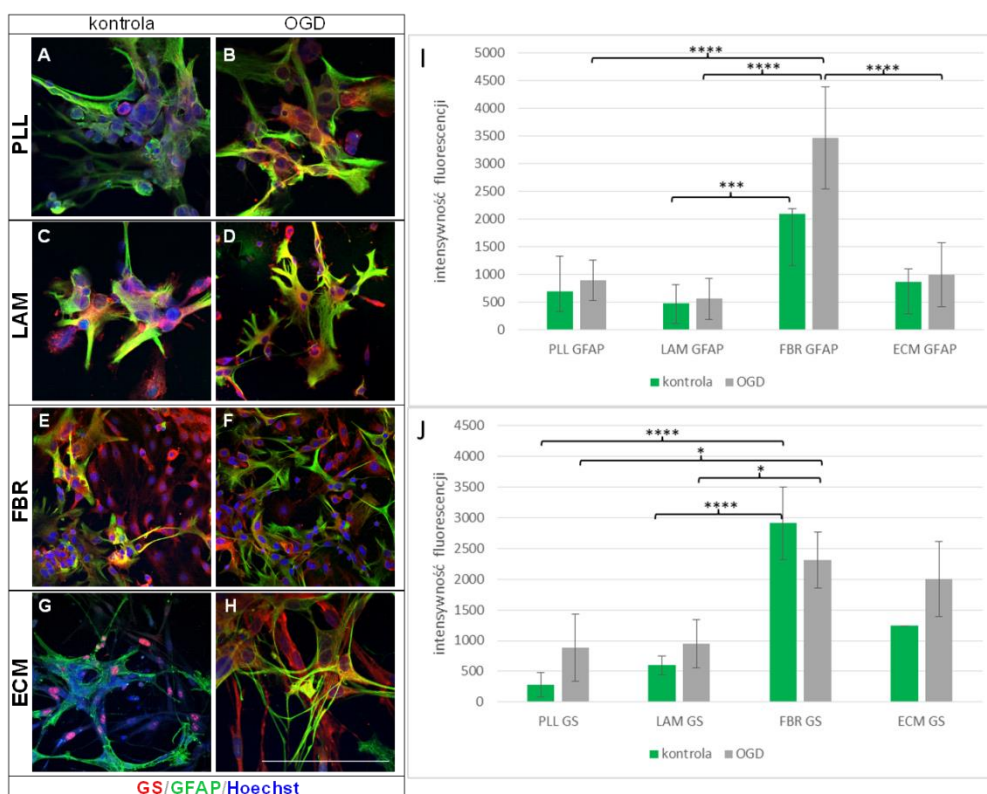 kontrola OGD
PLL
A B
LAM
C D
FBR
E F
ECM
G H
GS/GFAP/Hoechst
I
intensywność fluorescencji
5000
4500
4000
3500
3000
2500
2000
1500
1000
500
0
****
**** ****
***
PLL GFAP LAM GFAP FBR GFAP ECM GFAP
kontrola OGD
J
intensywność fluorescencji
4500
4000
3500
3000
2500
2000
1500
1000
500
0
****
*
*
****
PLL GS LAM GS FBR GS ECM GS
kontrola OGD